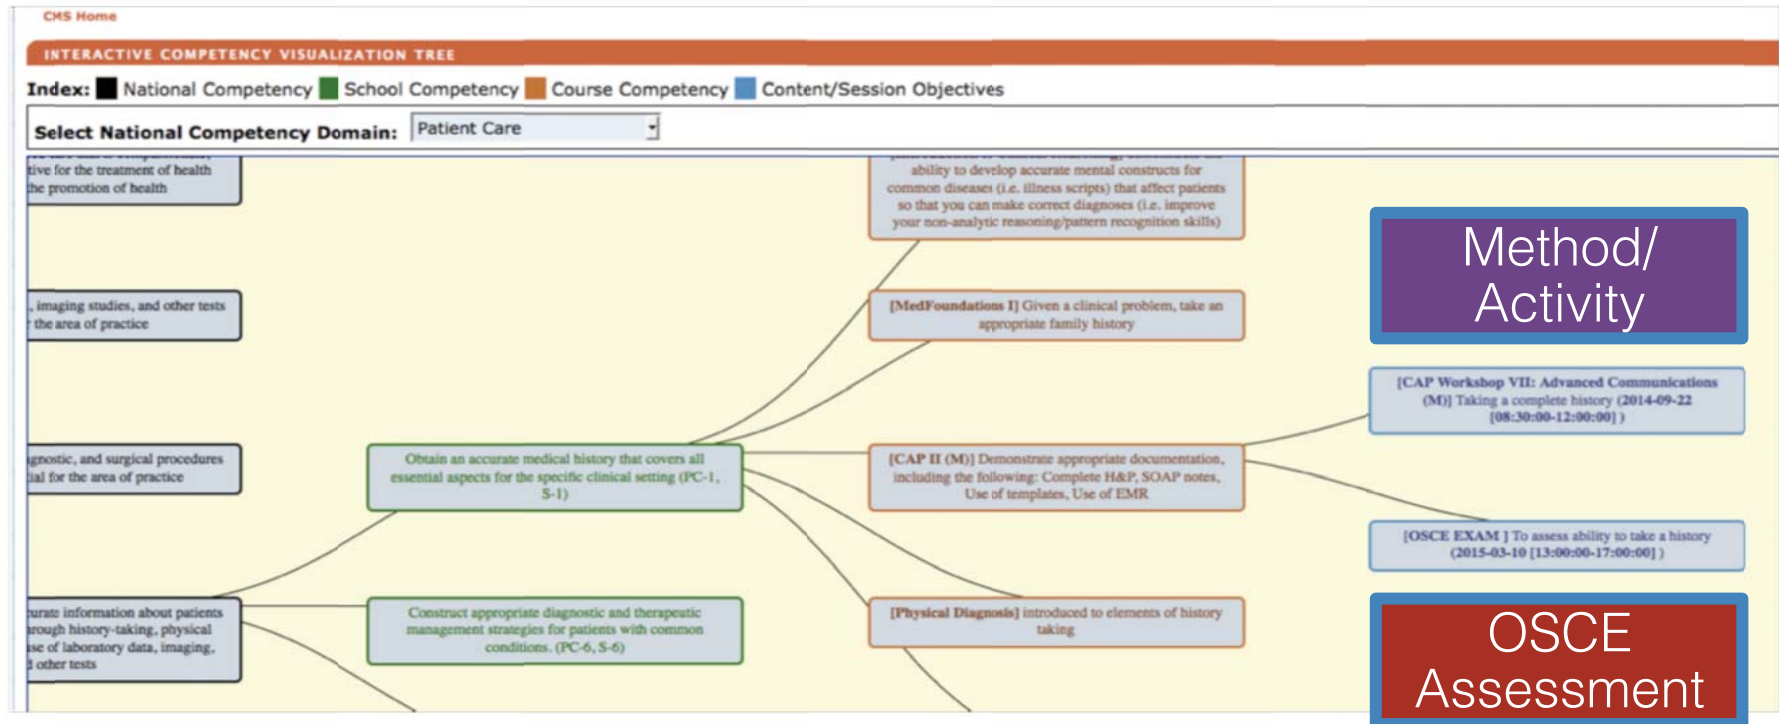 CMS Home
INTERACTIVE COMPETENCY VISUALIZATION TREE
Index: National Competency School Competency Course Competency Content/Session Objectives
Select National Competency Domain: Patient Care
tive for the treatment of health
the promotion of health
ability to develop accurate mental constructs for
common diseases (i.e. illness scripts) that affect patients
so that you can make correct diagnoses (i.e. improve
your non-analytic reasoning/pattern recognition skills)
Method/
Activity
, imaging studies, and other tests
the area of practice
[MedFoundations I] Given a clinical problem, take an
appropriate family history
[CAP Workshop VII: Advanced Communications
(M)] Taking a complete history (2014-09-22
[08:30:00-12:00:00] )
gnostic, and surgical procedures
ial for the area of practice
Obtain an accurate medical history that covers all
essential aspects for the specific clinical setting (PC-1,
S-1)
[CAP II (M)] Demonstrate appropriate documentation,
including the following: Complete H&P, SOAP notes,
Use of templates, Use of EMR
[OSCE EXAM ] To assess ability to take a history
(2015-03-10 [13:00:00-17:00:00] )
curate information about patients
rough history-taking, physical
use of laboratory data, imaging,
d other tests
Construct appropriate diagnostic and therapeutic
management strategies for patients with common
conditions. (PC-6, S-6)
[Physical Diagnosis] introduced to elements of history
taking
OSCE
Assessment